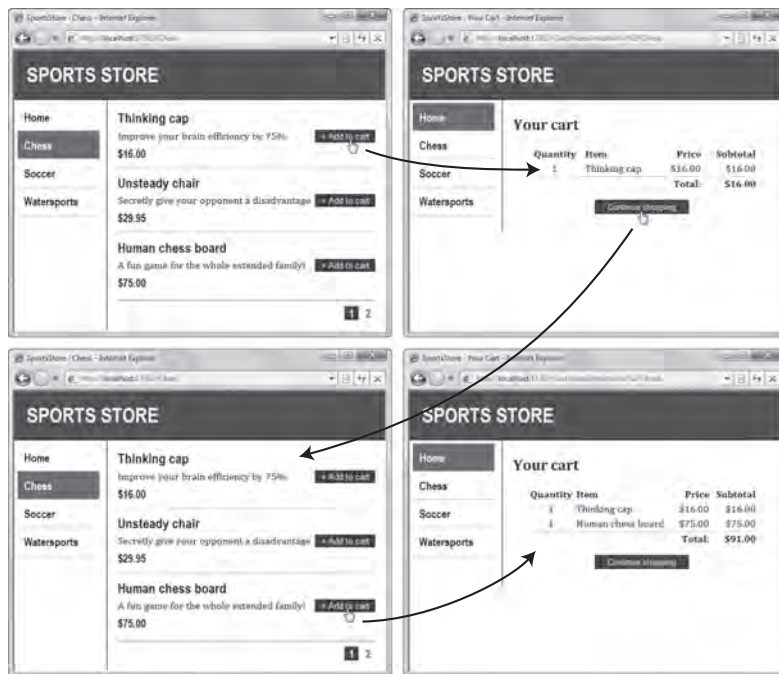 SportsStore : Chess - Internet Explorer
SPORTS STORE
Home
Chess
Soccer
Watersports
Thinking cap
Improve your brain efficiency by 75%
+ Add to cart
$16.00
Unsteady chair
Secretly give your opponent a disadvantage
+ Add to cart
$29.95
Human chess board
A fun game for the whole extended family!
+ Add to cart
$75.00
1 2
SportsStore : Your Cart - Internet Explorer
SPORTS STORE
Home
Chess
Soccer
Watersports
Your cart
Quantity Item Price Subtotal
1 Thinking cap $16.00 $16.00
Total: $16.00
Continue shopping
SportsStore : Chess - Internet Explorer
SPORTS STORE
Home
Chess
Soccer
Watersports
Thinking cap
Improve your brain efficiency by 75%
+ Add to cart
$16.00
Unsteady chair
Secretly give your opponent a disadvantage
+ Add to cart
$29.95
Human chess board
A fun game for the whole extended family!
+ Add to cart
$75.00
1 2
SportsStore : Your Cart - Internet Explorer
SPORTS STORE
Home
Chess
Soccer
Watersports
Your cart
Quantity Item Price Subtotal
1 Thinking cap $16.00 $16.00
1 Human chess board $75.00 $75.00
Total: $91.00
Continue shopping